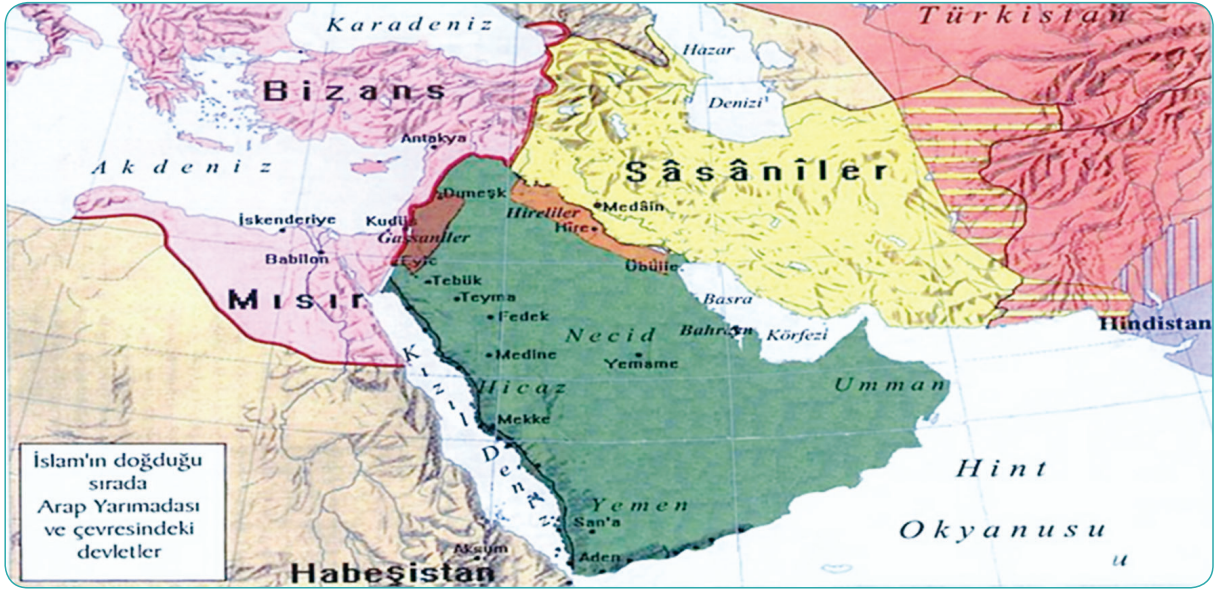 Karadeniz
Türkistan
Hazar
Denizi
Bizans
Antakya
Akdeniz
Sâsânîler
Dımeşk
Hireliler
Medâin
Hire
İskenderiye
Kudüs
Gassaniler
Babilon
Eyle
Übülle
Mısır
Tebük
Teyma
Fedek
Basra
Körfezi
Bahreyn
Necid
Hindistan
Medine
Yemame
Hicaz
Umman
Kızıl Deniz
Mekke
İslam'ın doğduğu
sırada
Arap Yarımadası
ve çevresindeki
devletler
Hint
Okyanusu
u
Yemen
San'a
Aksum
Aden
Habeşistan